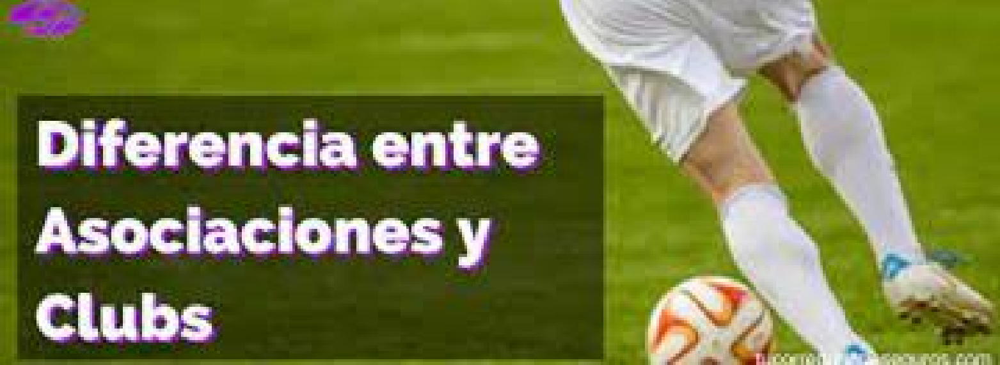 Diferencia entre
Asociaciones y
Clubs